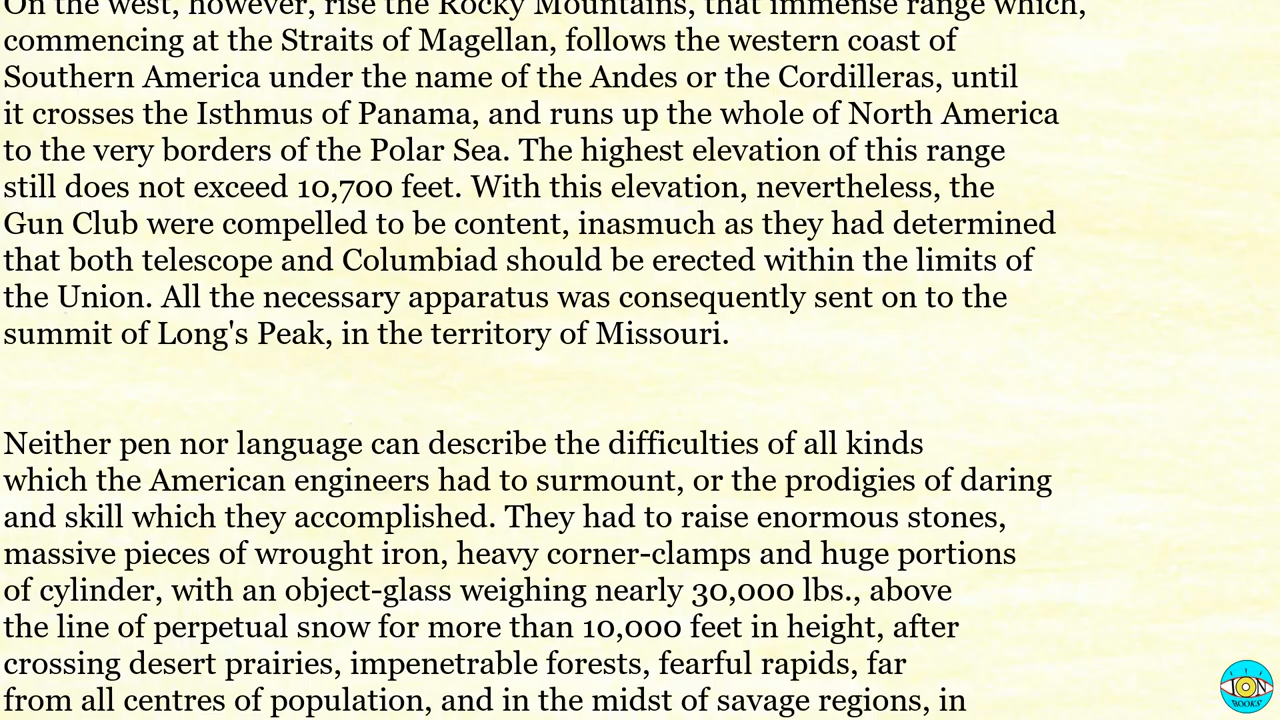 On the west, however, rise the Rocky Mountains, that immense range which,
commencing at the Straits of Magellan, follows the western coast of
Southern America under the name of the Andes or the Cordilleras, until
it crosses the Isthmus of Panama, and runs up the whole of North America
to the very borders of the Polar Sea. The highest elevation of this range
still does not exceed 10,700 feet. With this elevation, nevertheless, the
Gun Club were compelled to be content, inasmuch as they had determined
that both telescope and Columbiad should be erected within the limits of
the Union. All the necessary apparatus was consequently sent on to the
summit of Long's Peak, in the territory of Missouri.
Neither pen nor language can describe the difficulties of all kinds
which the American engineers had to surmount, or the prodigies of daring
and skill which they accomplished. They had to raise enormous stones,
massive pieces of wrought iron, heavy corner-clamps and huge portions
of cylinder, with an object-glass weighing nearly 30,000 lbs., above
the line of perpetual snow for more than 10,000 feet in height, after
crossing desert prairies, impenetrable forests, fearful rapids, far
from all centres of population, and in the midst of savage regions, in
ION
BOOKS